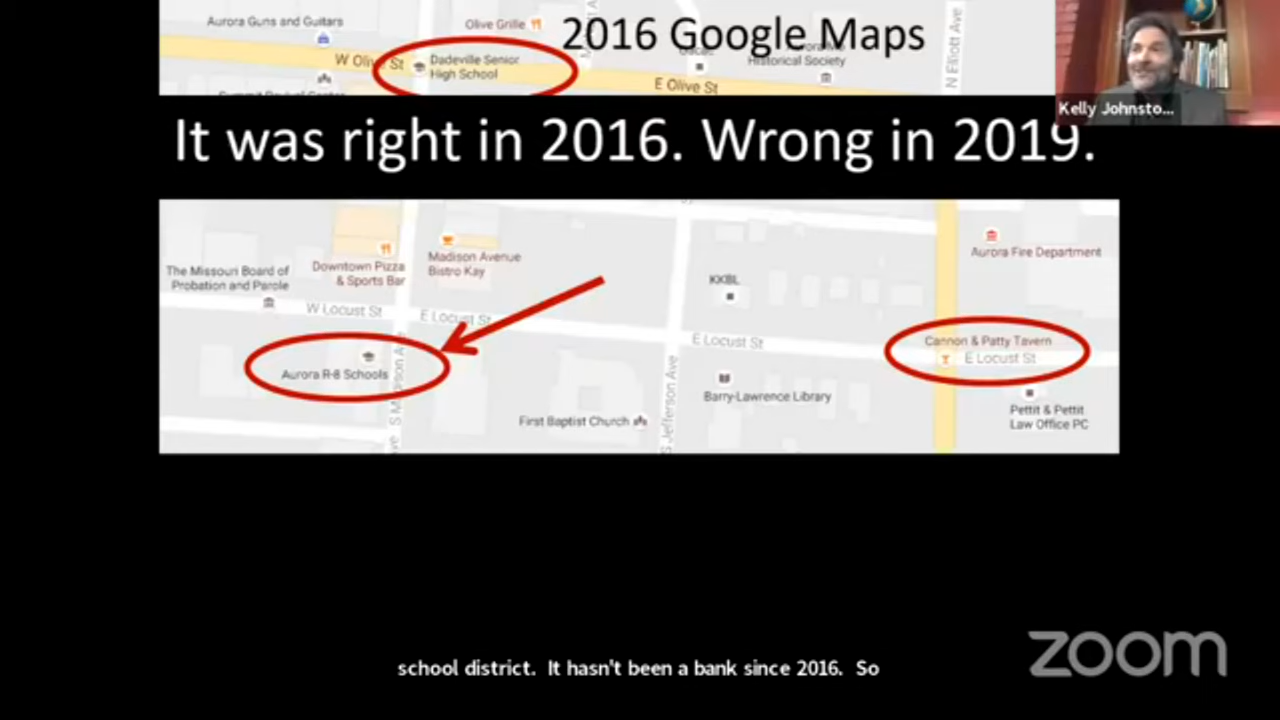 Aurora Guns and Guitars
Olive Grille
2016 Google Maps
W Olive St
Dadeville Senior
High School
Historical Society
E Olive St
N Elliott Ave
Kelly Johnsto...
It was right in 2016. Wrong in 2019.
The Missouri Board of
Probation and Parole
Downtown Pizza
& Sports Bar
Madison Avenue
Bistro Kay
KKBL
Aurora Fire Department
W Locust St
E Locust St
E Locust St
Cannon & Patty Tavern
E Locust St
Aurora R-8 Schools
S Madison Ave
S Jefferson Ave
Barry-Lawrence Library
First Baptist Church
Pettit & Pettit
Law Office PC
zoom
school district. It hasn't been a bank since 2016. So